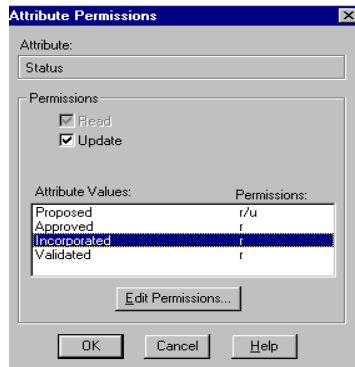 Attribute Permissions
Attribute:
Status
Permissions
Read
Update
Attribute Values: Permissions:
Proposed r/u
Approved r
Incorporated r
Validated r
Edit Permissions...
OK Cancel Help